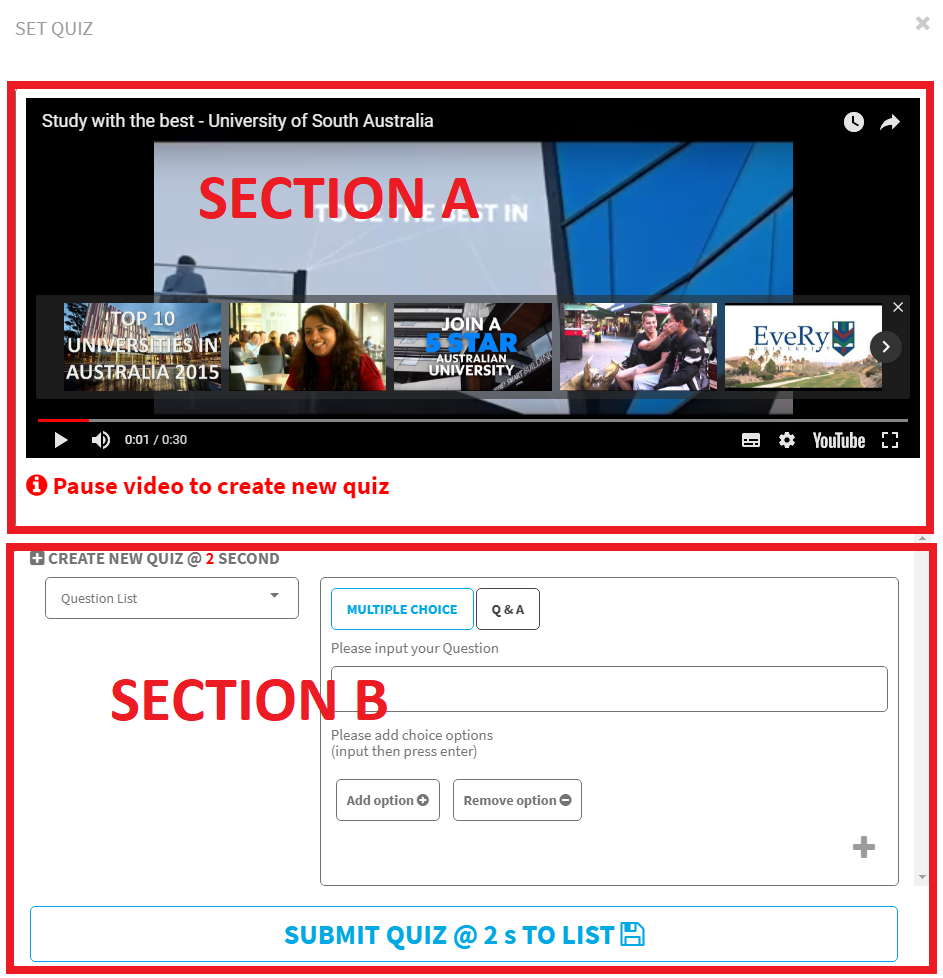 SET QUIZ
Study with the best - University of South Australia
SECTION A
TO BE THE BEST IN
'TOP 10
UNIVERSITIES IN
AUSTRALIA 2015
JOIN A
5 STAR
AUSTRALIAN
UNIVERSITY
EveRy
UNIVERSITY
0:01 / 0:30
YouTube
Pause video to create new quiz
CREATE NEW QUIZ @ 2 SECOND
Question List
MULTIPLE CHOICE
Q & A
Please input your Question
SECTION B
Please add choice options
(input then press enter)
Add option
Remove option
SUBMIT QUIZ @ 2 s TO LIST